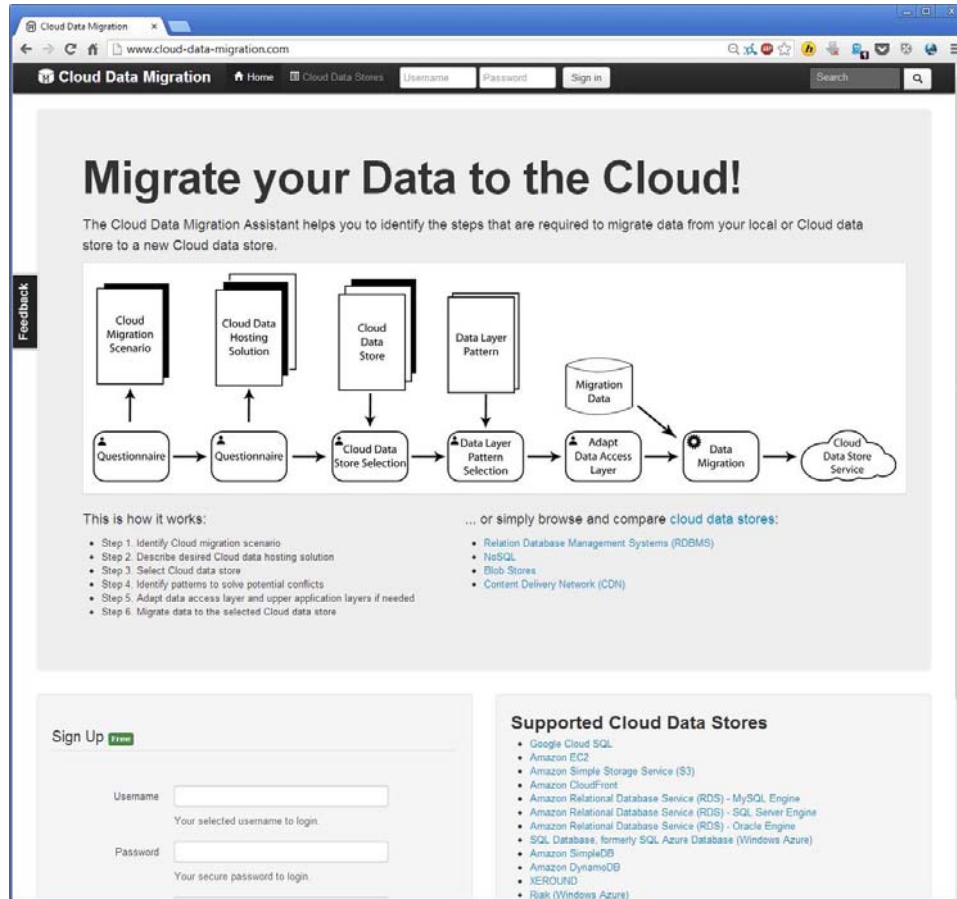 Cloud Data Migration
www.cloud-data-migration.com
Cloud Data Migration Home Cloud Data Stores Username Password Sign in Search
Migrate your Data to the Cloud!
The Cloud Data Migration Assistant helps you to identify the steps that are required to migrate data from your local or Cloud data
store to a new Cloud data store.
Feedback
Cloud
Migration
Scenario
Cloud Data
Hosting
Solution
Cloud
Data
Store
Data Layer
Pattern
Migration
Data
Questionnaire
Questionnaire
Cloud Data
Store Selection
Data Layer
Pattern
Selection
Adapt
Data Access
Layer
Data
Migration
Cloud
Data Store
Service
This is how it works:
Step 1. Identify Cloud migration scenario
Step 2. Describe desired Cloud data hosting solution
Step 3. Select Cloud data store
Step 4. Identify patterns to solve potential conflicts
Step 5. Adapt data access layer and upper application layers if needed
Step 6. Migrate data to the selected Cloud data store
... or simply browse and compare cloud data stores:
Relation Database Management Systems (RDBMS)
NoSQL
Blob Stores
Content Delivery Network (CDN)
Sign Up Free
Username
Your selected username to login.
Password
Your secure password to login.
Supported Cloud Data Stores
Google Cloud SQL
Amazon EC2
Amazon Simple Storage Service (S3)
Amazon CloudFront
Amazon Relational Database Service (RDS) - MySQL Engine
Amazon Relational Database Service (RDS) - SQL Server Engine
Amazon Relational Database Service (RDS) - Oracle Engine
SQL Database, formerly SQL Azure Database (Windows Azure)
Amazon SimpleDB
Amazon DynamoDB
XEROUND
Riak (Windows Azure)